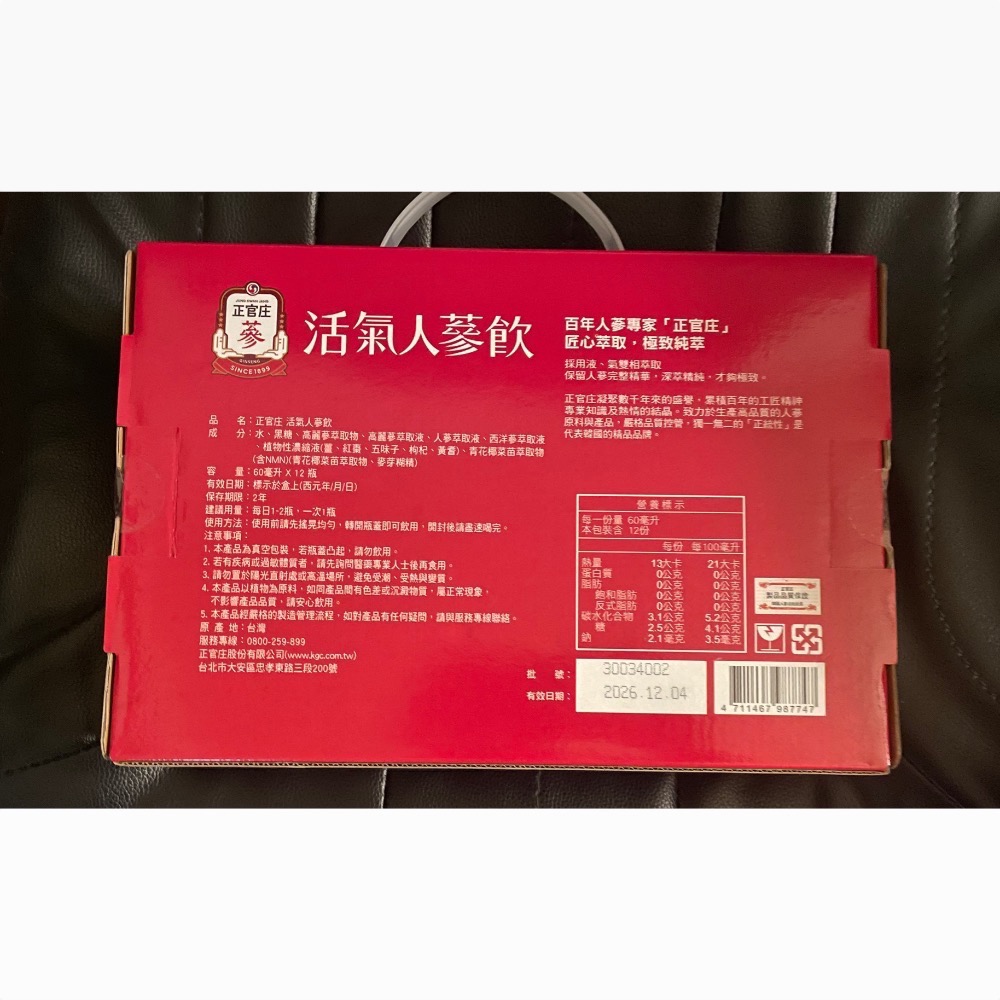 JUNG KWAN JANG
正官庄
蔘
GINSENG
SINCE 1899
活氣人蔘飲
百年人蔘專家「正官庄」
匠心萃取，極致純萃
採用液、氣雙相萃取
保留人蔘完整精華，深萃精純，才夠極致。
正官庄凝聚數千年來的盛譽，累積百年的工匠精神
專業知識及熱情的結晶。致力於生產高品質的人蔘
原料與產品，嚴格品質控管，獨一無二的「正統性」是
代表韓國的精品品牌。
品　名：正官庄 活氣人蔘飲
成　分：水、黑糖、高麗蔘萃取物、高麗蔘萃取液、人蔘萃取液、西洋蔘萃取液
、植物性濃縮液(薑、紅棗、五味子、枸杞、黃耆)、青花椰菜苗萃取物
(含NMN)(青花椰菜苗萃取物、麥芽糊精)
容　量：60毫升 X 12 瓶
有效日期：標示於盒上(西元年/月/日)
保存期限：2年
建議用量：每日1-2瓶，一次1瓶
使用方法：使用前請先搖晃均勻，轉開瓶蓋即可飲用，開封後請盡速喝完。
注意事項：
1. 本產品為真空包裝，若瓶蓋凸起，請勿飲用。
2. 若有疾病或過敏體質者，請先詢問醫藥專業人士後再食用。
3. 請勿置於陽光直射處或高溫場所，避免受潮、受熱與變質。
4. 本產品以植物為原料，如同產品間有色差或沉澱物質，屬正常現象，
不影響產品品質，請安心飲用。
5. 本產品經嚴格的製造管理流程，如對產品有任何疑問，請與服務專線聯絡。
原 產 地：台灣
服務專線：0800-259-899
正官庄股份有限公司(www.kgc.com.tw)
台北市大安區忠孝東路三段200號
營養標示
每一份量 60毫升
本包裝含 12份
每份 每100毫升
熱量 13大卡 21大卡
蛋白質 0公克 0公克
脂肪 0公克 0公克
飽和脂肪 0公克 0公克
反式脂肪 0公克 0公克
碳水化合物 3.1公克 5.2公克
糖 2.5公克 4.1公克
鈉 2.1毫克 3.5毫克
正官庄
製品品質保證
批　號：30034002
有效日期：2026.12.04
4 711467 987747